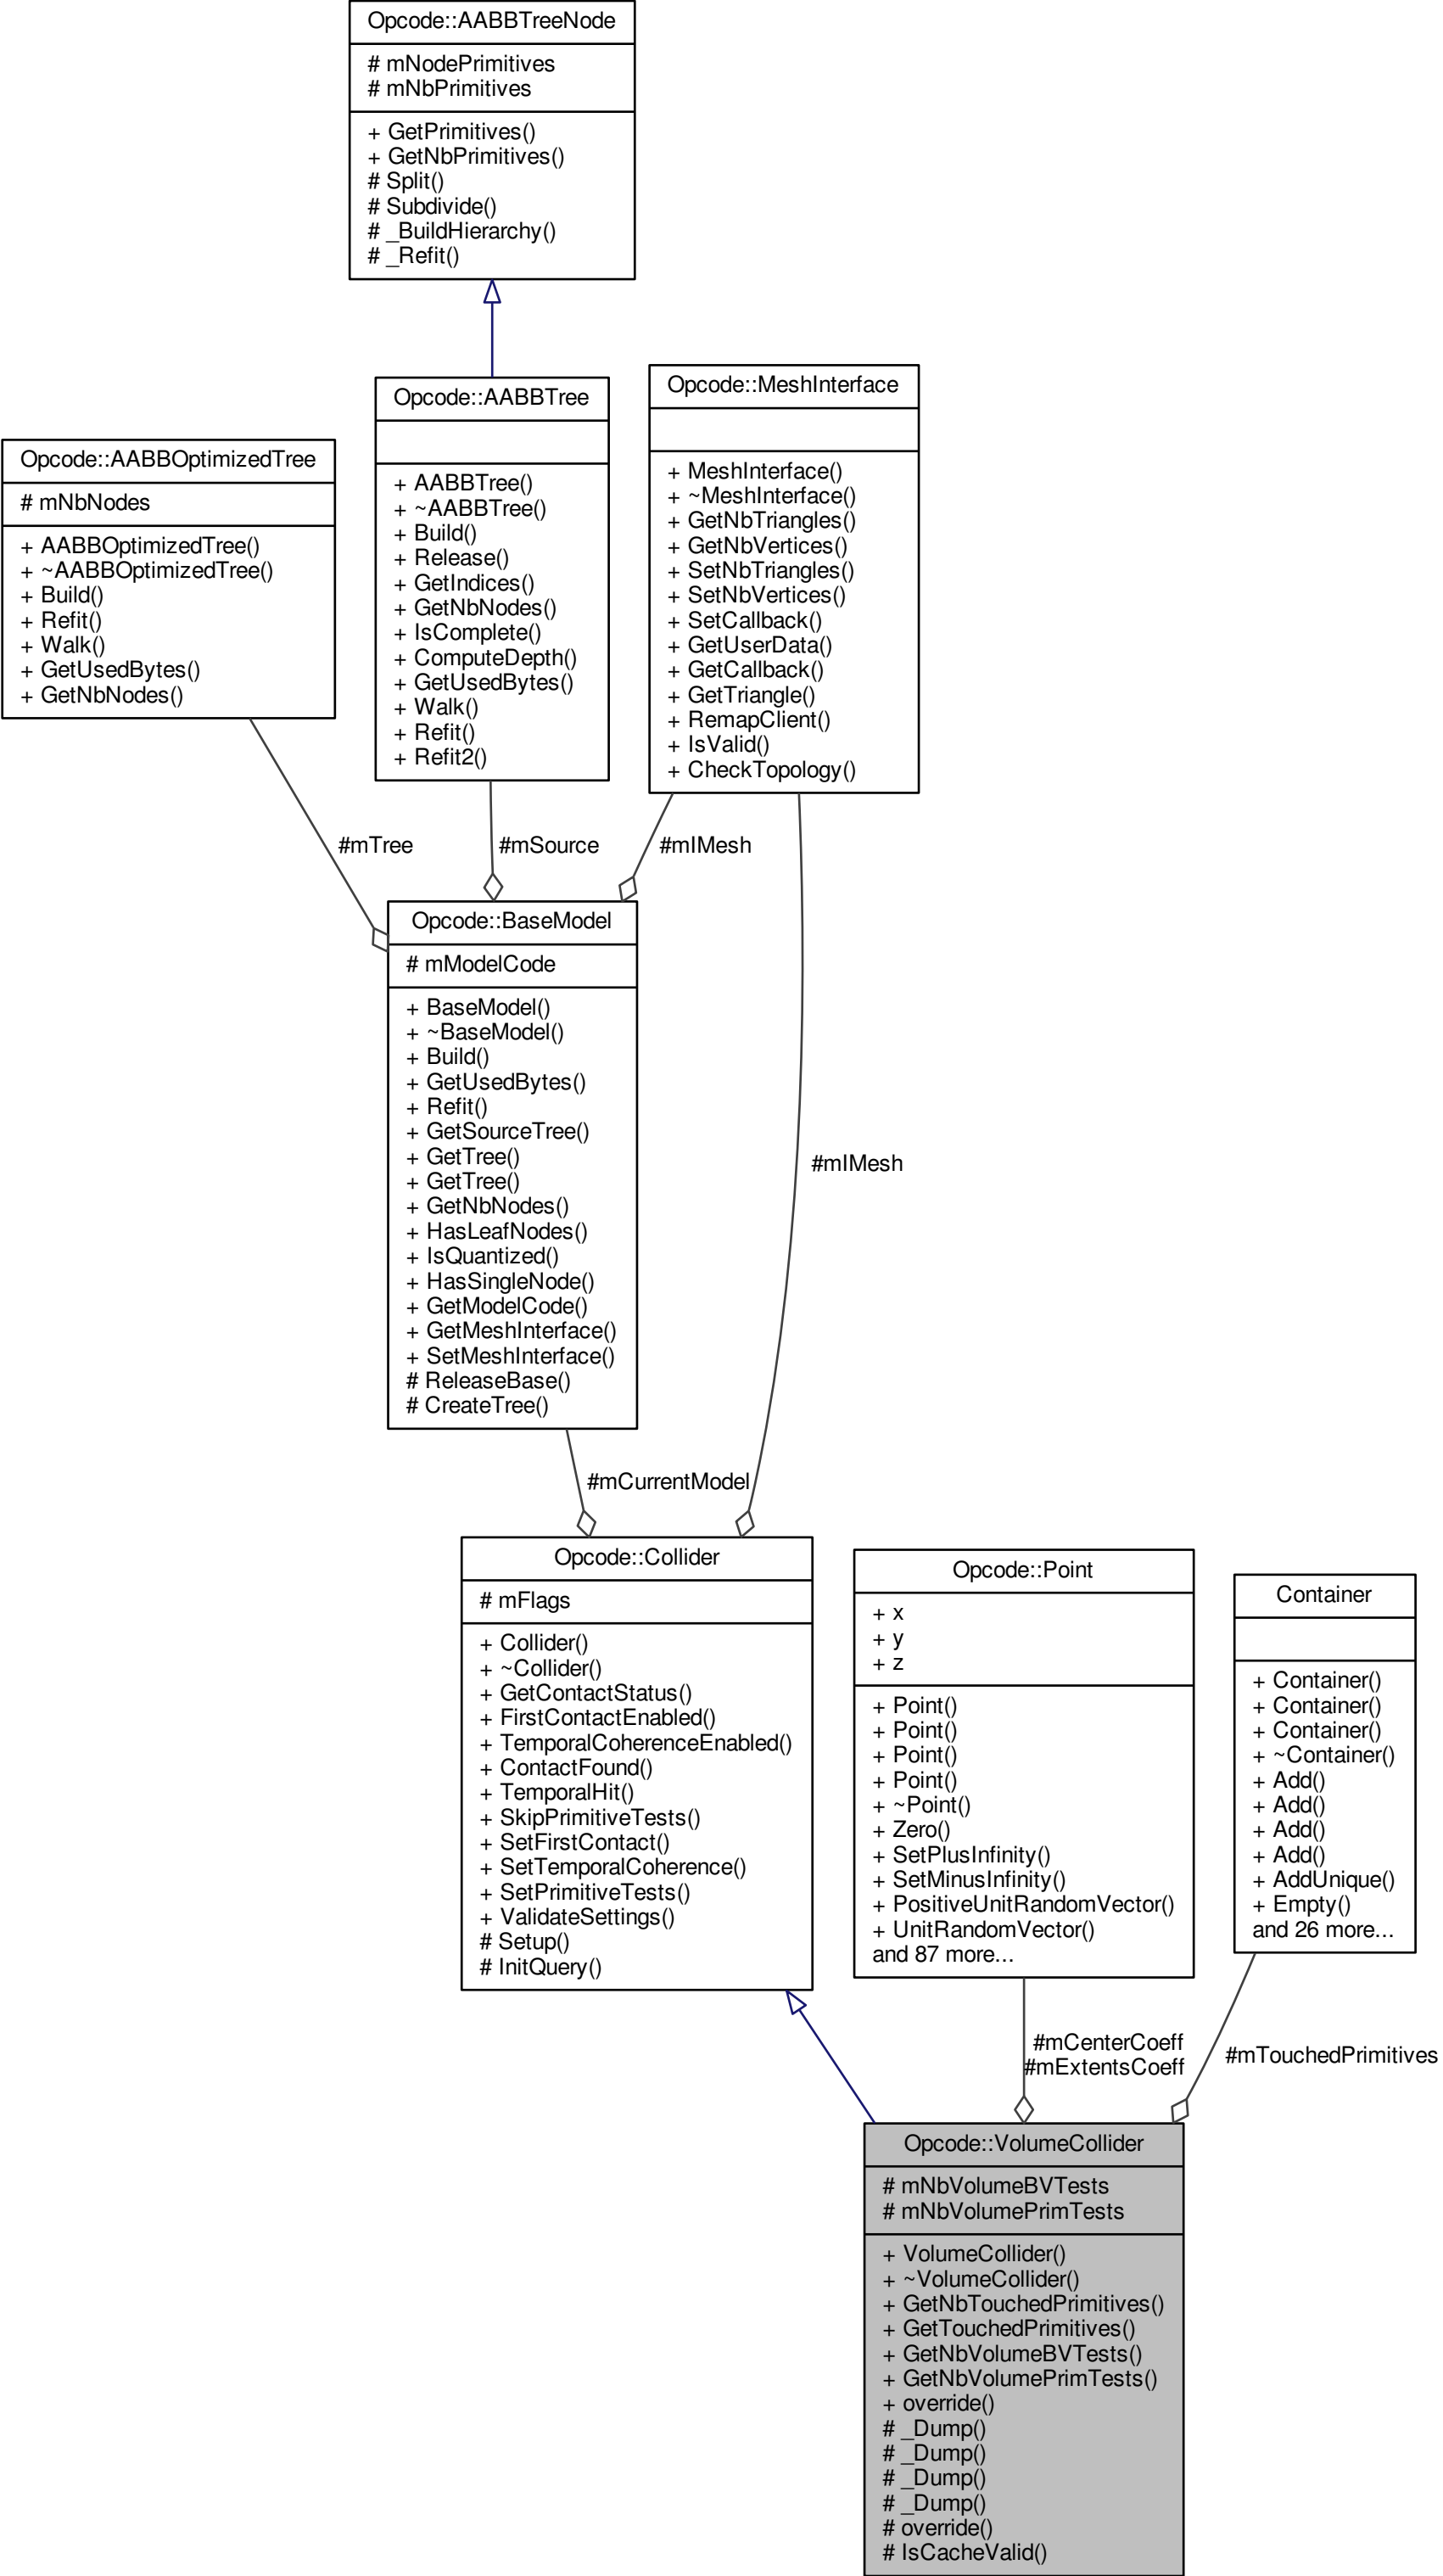 Opcode::AABBTreeNode
# mNodePrimitives
# mNbPrimitives
+ GetPrimitives()
+ GetNbPrimitives()
# Split()
# Subdivide()
# _BuildHierarchy()
# _Refit()
Opcode::AABBOptimizedTree
# mNbNodes
+ AABBOptimizedTree()
+ ~AABBOptimizedTree()
+ Build()
+ Refit()
+ Walk()
+ GetUsedBytes()
+ GetNbNodes()
Opcode::AABBTree
+ AABBTree()
+ ~AABBTree()
+ Build()
+ Release()
+ GetIndices()
+ GetNbNodes()
+ IsComplete()
+ ComputeDepth()
+ GetUsedBytes()
+ Walk()
+ Refit()
+ Refit2()
Opcode::MeshInterface
+ MeshInterface()
+ ~MeshInterface()
+ GetNbTriangles()
+ GetNbVertices()
+ SetNbTriangles()
+ SetNbVertices()
+ SetCallback()
+ GetUserData()
+ GetCallback()
+ GetTriangle()
+ RemapClient()
+ IsValid()
+ CheckTopology()
#mTree
#mSource
#mIMesh
Opcode::BaseModel
# mModelCode
+ BaseModel()
+ ~BaseModel()
+ Build()
+ GetUsedBytes()
+ Refit()
+ GetSourceTree()
+ GetTree()
+ GetTree()
+ GetNbNodes()
+ HasLeafNodes()
+ IsQuantized()
+ HasSingleNode()
+ GetModelCode()
+ GetMeshInterface()
+ SetMeshInterface()
# ReleaseBase()
# CreateTree()
#mIMesh
#mCurrentModel
Opcode::Collider
# mFlags
+ Collider()
+ ~Collider()
+ GetContactStatus()
+ FirstContactEnabled()
+ TemporalCoherenceEnabled()
+ ContactFound()
+ TemporalHit()
+ SkipPrimitiveTests()
+ SetFirstContact()
+ SetTemporalCoherence()
+ SetPrimitiveTests()
+ ValidateSettings()
# Setup()
# InitQuery()
Opcode::Point
+ x
+ y
+ z
+ Point()
+ Point()
+ Point()
+ Point()
+ ~Point()
+ Zero()
+ SetPlusInfinity()
+ SetMinusInfinity()
+ PositiveUnitRandomVector()
+ UnitRandomVector()
and 87 more...
Container
+ Container()
+ Container()
+ Container()
+ ~Container()
+ Add()
+ Add()
+ Add()
+ Add()
+ AddUnique()
+ Empty()
and 26 more...
#mCenterCoeff
#mExtentsCoeff
#mTouchedPrimitives
Opcode::VolumeCollider
# mNbVolumeBVTests
# mNbVolumePrimTests
+ VolumeCollider()
+ ~VolumeCollider()
+ GetNbTouchedPrimitives()
+ GetTouchedPrimitives()
+ GetNbVolumeBVTests()
+ GetNbVolumePrimTests()
+ override()
# _Dump()
# _Dump()
# _Dump()
# _Dump()
# override()
# IsCacheValid()